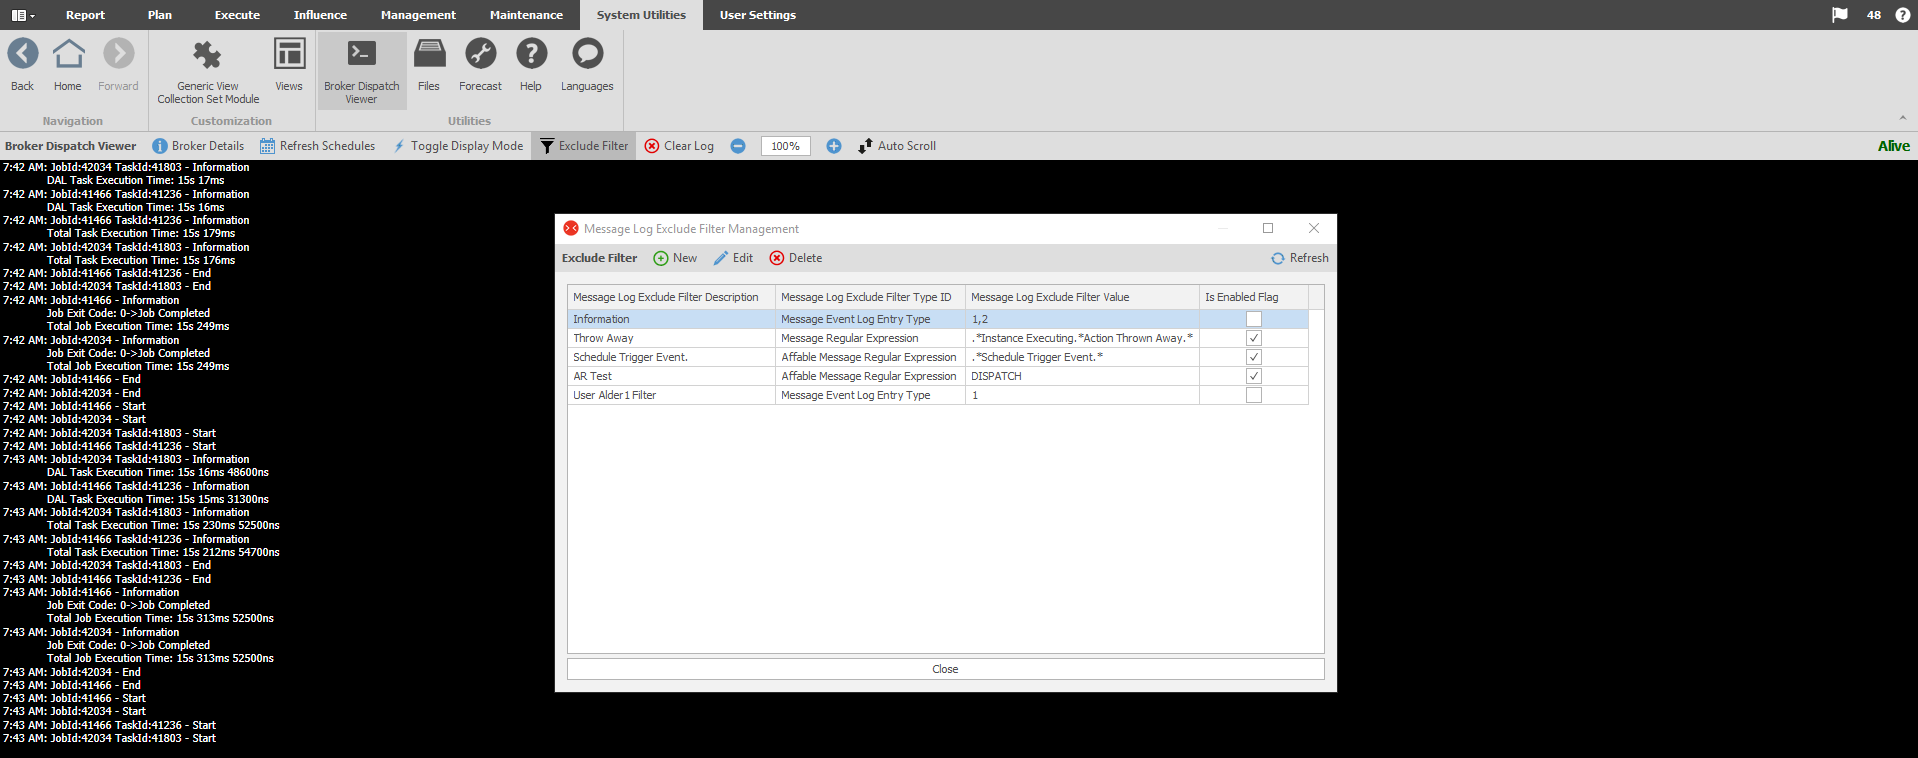 Report Plan Execute Influence Management Maintenance System Utilities User Settings 48 ?
Back Home Forward Generic View Collection Set Module Views Broker Dispatch Viewer Files Forecast Help Languages
Navigation Customization Utilities
Broker Dispatch Viewer Broker Details Refresh Schedules Toggle Display Mode Exclude Filter Clear Log 100% Auto Scroll Alive
7:42 AM: JobId:42034 TaskId:41803 - Information
DAL Task Execution Time: 15s 17ms
7:42 AM: JobId:41466 TaskId:41236 - Information
DAL Task Execution Time: 15s 16ms
7:42 AM: JobId:41466 TaskId:41236 - Information
Total Task Execution Time: 15s 179ms
7:42 AM: JobId:42034 TaskId:41803 - Information
Total Task Execution Time: 15s 176ms
7:42 AM: JobId:41466 TaskId:41236 - End
7:42 AM: JobId:42034 TaskId:41803 - End
7:42 AM: JobId:41466 - Information
Job Exit Code: 0->Job Completed
Total Job Execution Time: 15s 249ms
7:42 AM: JobId:42034 - Information
Job Exit Code: 0->Job Completed
Total Job Execution Time: 15s 249ms
7:42 AM: JobId:41466 - End
7:42 AM: JobId:42034 - End
7:42 AM: JobId:41466 - Start
7:42 AM: JobId:42034 - Start
7:42 AM: JobId:42034 TaskId:41803 - Start
7:42 AM: JobId:41466 TaskId:41236 - Start
7:43 AM: JobId:42034 TaskId:41803 - Information
DAL Task Execution Time: 15s 16ms 48600ns
7:43 AM: JobId:41466 TaskId:41236 - Information
DAL Task Execution Time: 15s 15ms 31300ns
7:43 AM: JobId:42034 TaskId:41803 - Information
Total Task Execution Time: 15s 230ms 52500ns
7:43 AM: JobId:41466 TaskId:41236 - Information
Total Task Execution Time: 15s 212ms 54700ns
7:43 AM: JobId:42034 TaskId:41803 - End
7:43 AM: JobId:41466 TaskId:41236 - End
7:43 AM: JobId:41466 - Information
Job Exit Code: 0->Job Completed
Total Job Execution Time: 15s 313ms 52500ns
7:43 AM: JobId:42034 - Information
Job Exit Code: 0->Job Completed
Total Job Execution Time: 15s 313ms 52500ns
7:43 AM: JobId:42034 - End
7:43 AM: JobId:41466 - End
7:43 AM: JobId:41466 - Start
7:43 AM: JobId:42034 - Start
7:43 AM: JobId:41466 TaskId:41236 - Start
7:43 AM: JobId:42034 TaskId:41803 - Start
Message Log Exclude Filter Management
Exclude Filter New Edit Delete Refresh
Message Log Exclude Filter Description Message Log Exclude Filter Type ID Message Log Exclude Filter Value Is Enabled Flag
Information Message Event Log Entry Type 1,2
Throw Away Message Regular Expression .*Instance Executing.*Action Thrown Away.*
Schedule Trigger Event. Affable Message Regular Expression .*Schedule Trigger Event.*
AR Test Affable Message Regular Expression DISPATCH
User Alder1 Filter Message Event Log Entry Type 1
Close